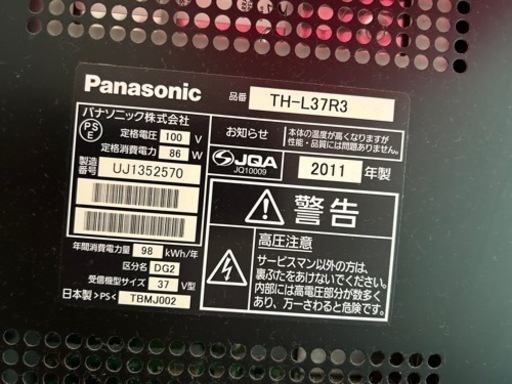 Panasonic
品番 TH-L37R3
パナソニック株式会社
PSE
定格電圧 100 V
定格消費電力 86 W
製造番号 UJ1352570
お知らせ
本体の温度が高くなりますが
性能・品質には問題ありません
JQA
JQ10009
2011 年製
警告
高圧注意
サービスマン以外の方は、
裏ぶたをあけないでください。
内部には高電圧部分が数多く
あり、万一さわると危険です。
年間消費電力量 98 kWh/年
区分名 DG2
受信機型サイズ 37 V型
日本製 >PS< TBMJ002